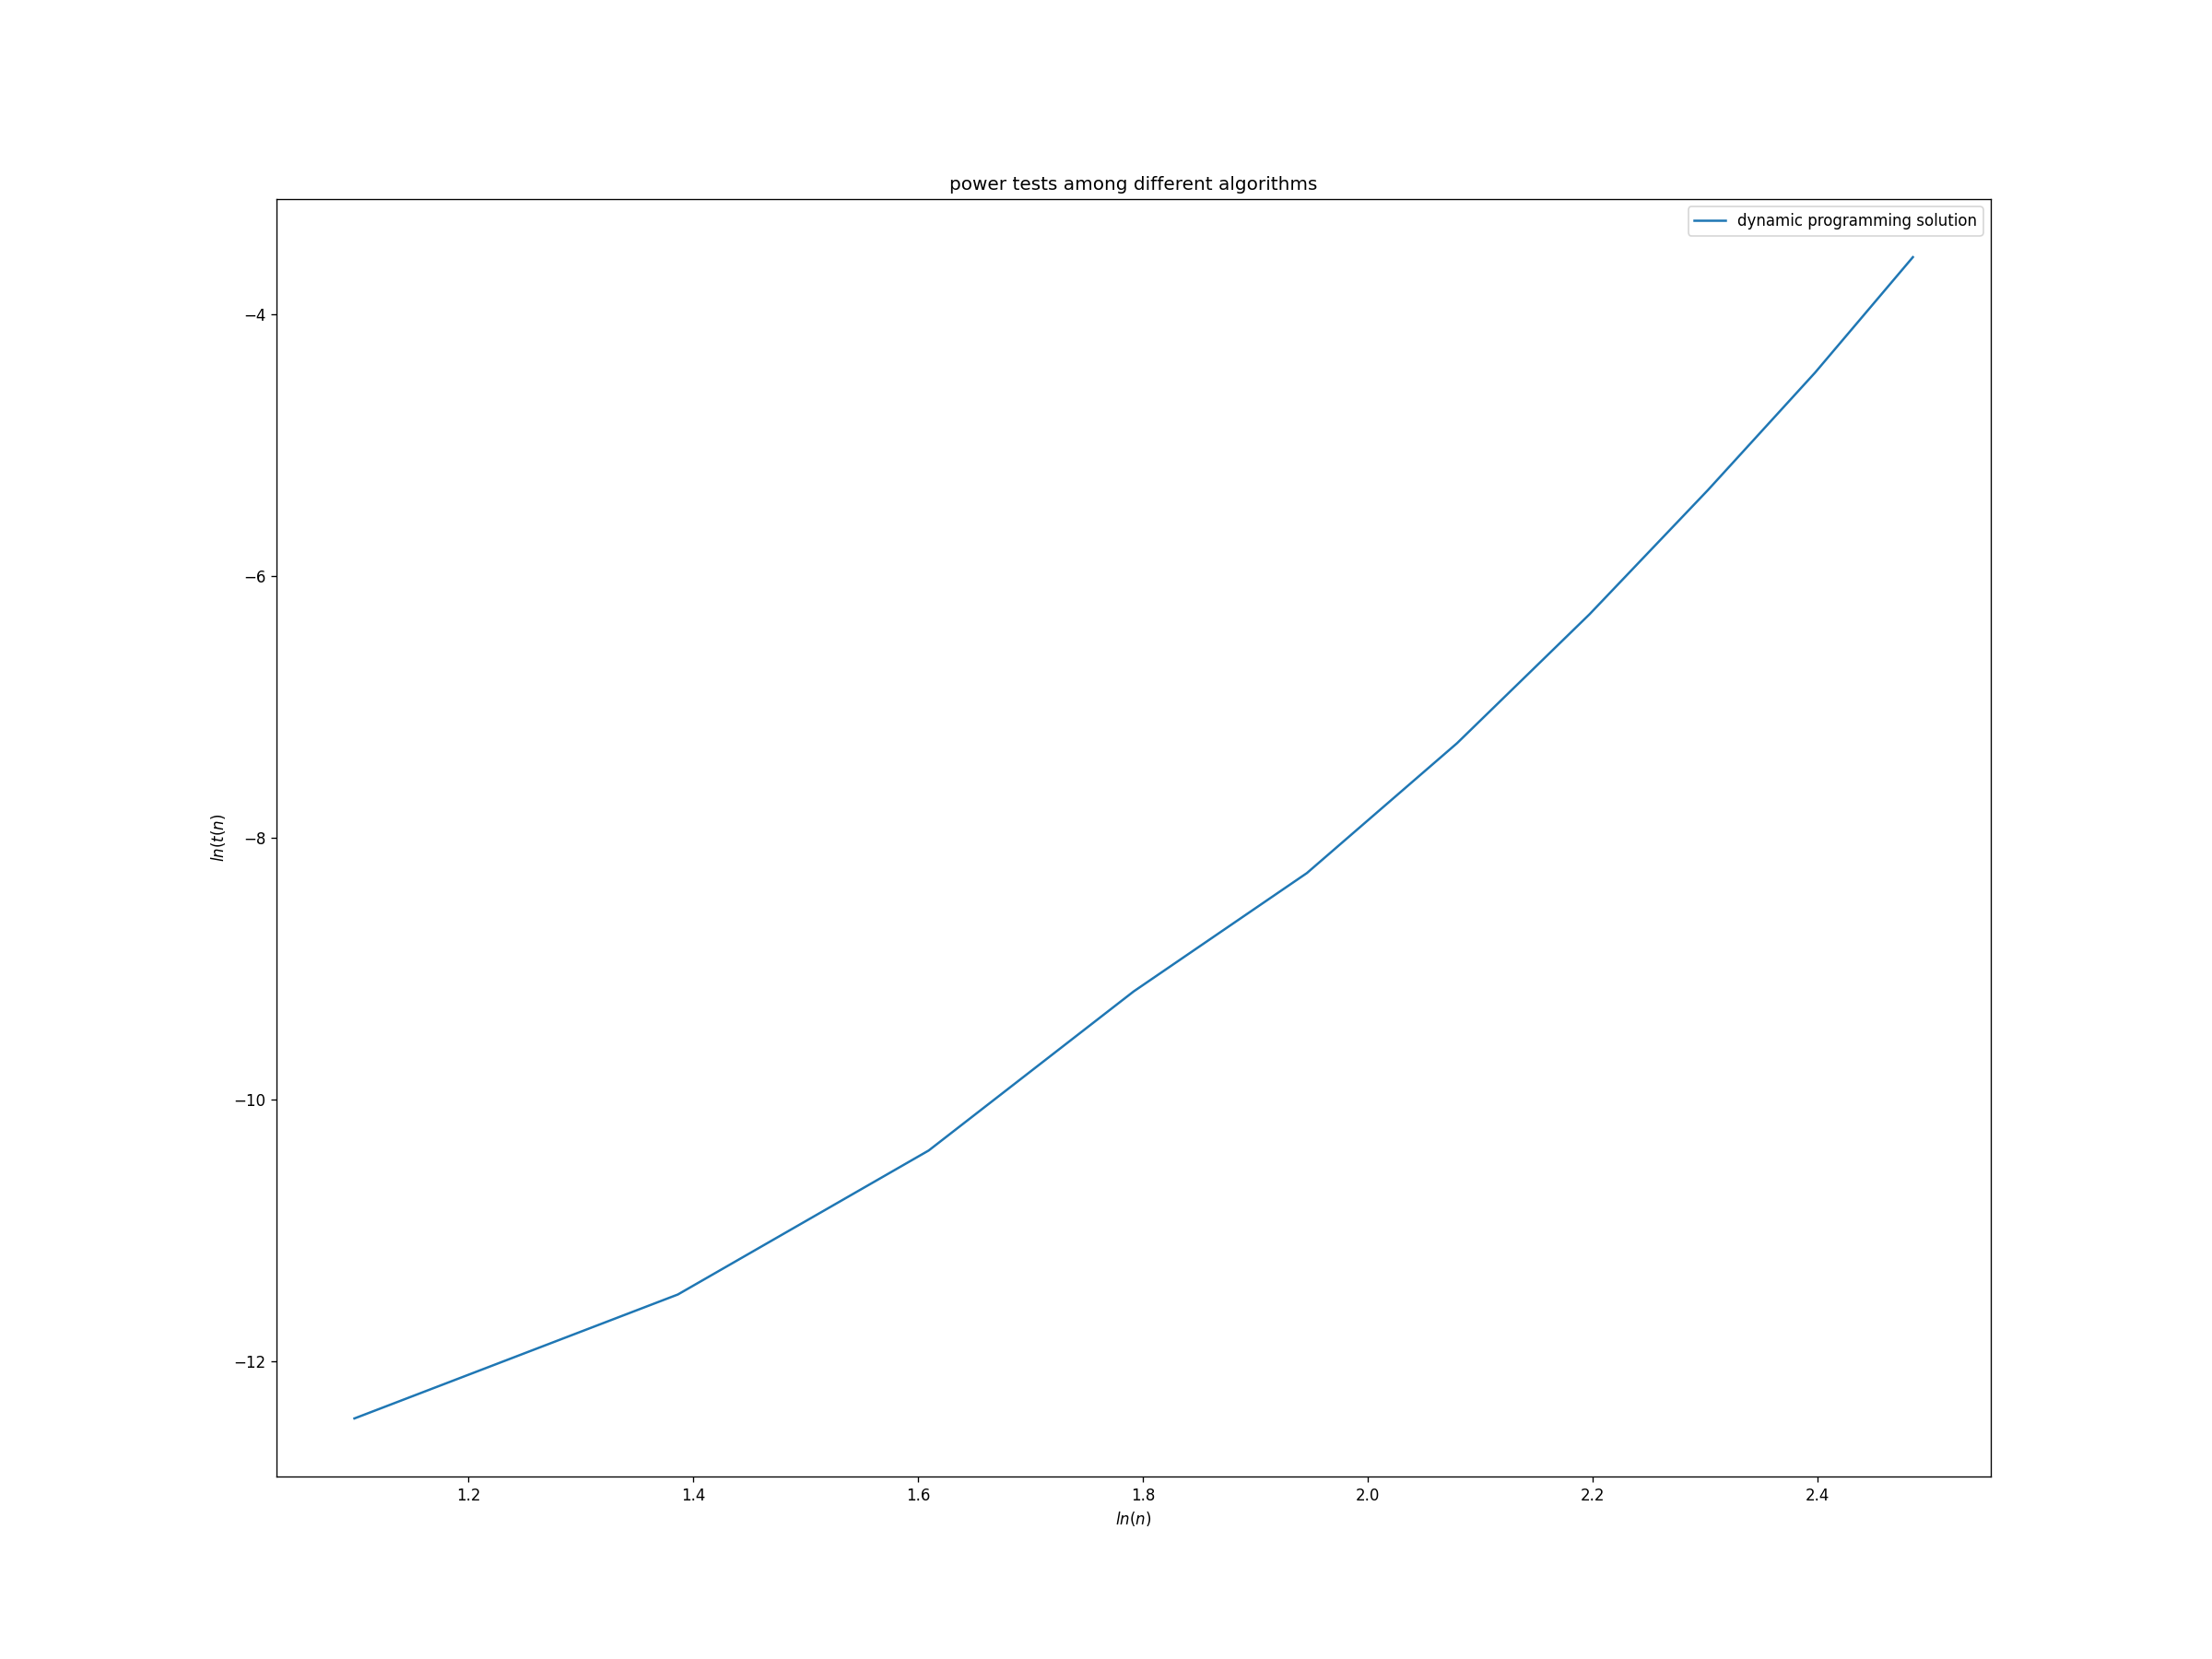 power tests among different algorithms
dynamic programming solution
−4
−6
−8
−10
−12
ln(t(n)
1.2 1.4 1.6 1.8 2.0 2.2 2.4
ln(n)